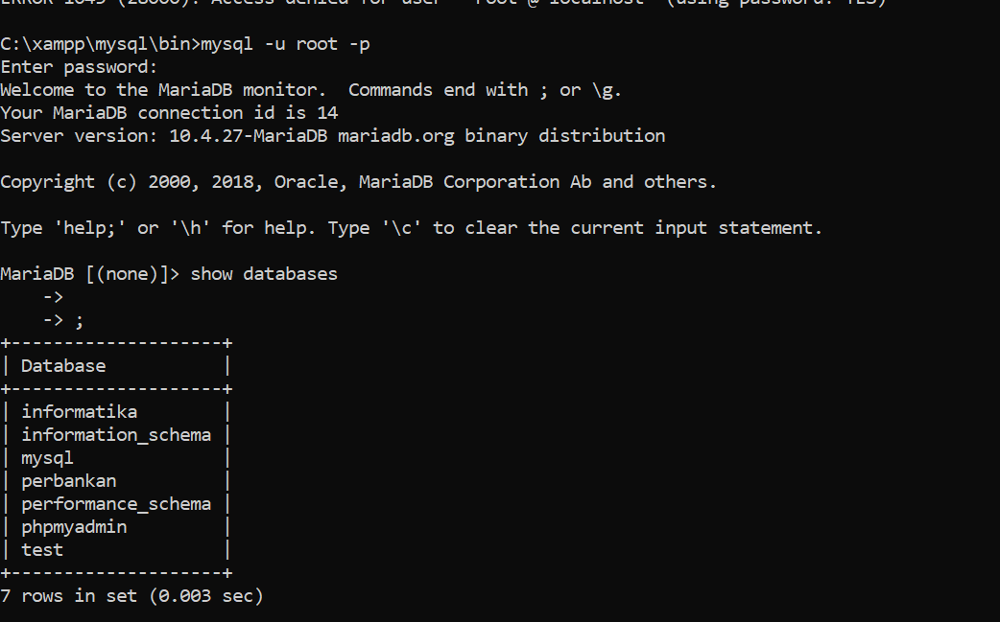 ERROR 1045 (28000): Access denied for user 'root'@'localhost' (using password: YES)
C:\xampp\mysql\bin>mysql -u root -p
Enter password:
Welcome to the MariaDB monitor.  Commands end with ; or \g.
Your MariaDB connection id is 14
Server version: 10.4.27-MariaDB mariadb.org binary distribution
Copyright (c) 2000, 2018, Oracle, MariaDB Corporation Ab and others.
Type 'help;' or '\h' for help. Type '\c' to clear the current input statement.
MariaDB [(none)]> show databases
    ->
    -> ;
+--------------------+
| Database           |
+--------------------+
| informatika        |
| information_schema |
| mysql              |
| perbankan          |
| performance_schema |
| phpmyadmin         |
| test               |
+--------------------+
7 rows in set (0.003 sec)